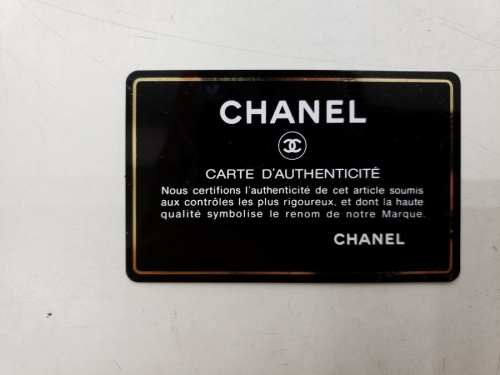 CHANEL
CARTE D'AUTHENTICITÉ
Nous certifions l'authenticité de cet article soumis
aux contrôles les plus rigoureux, et dont la haute
qualité symbolise le renom de notre Marque.
CHANEL